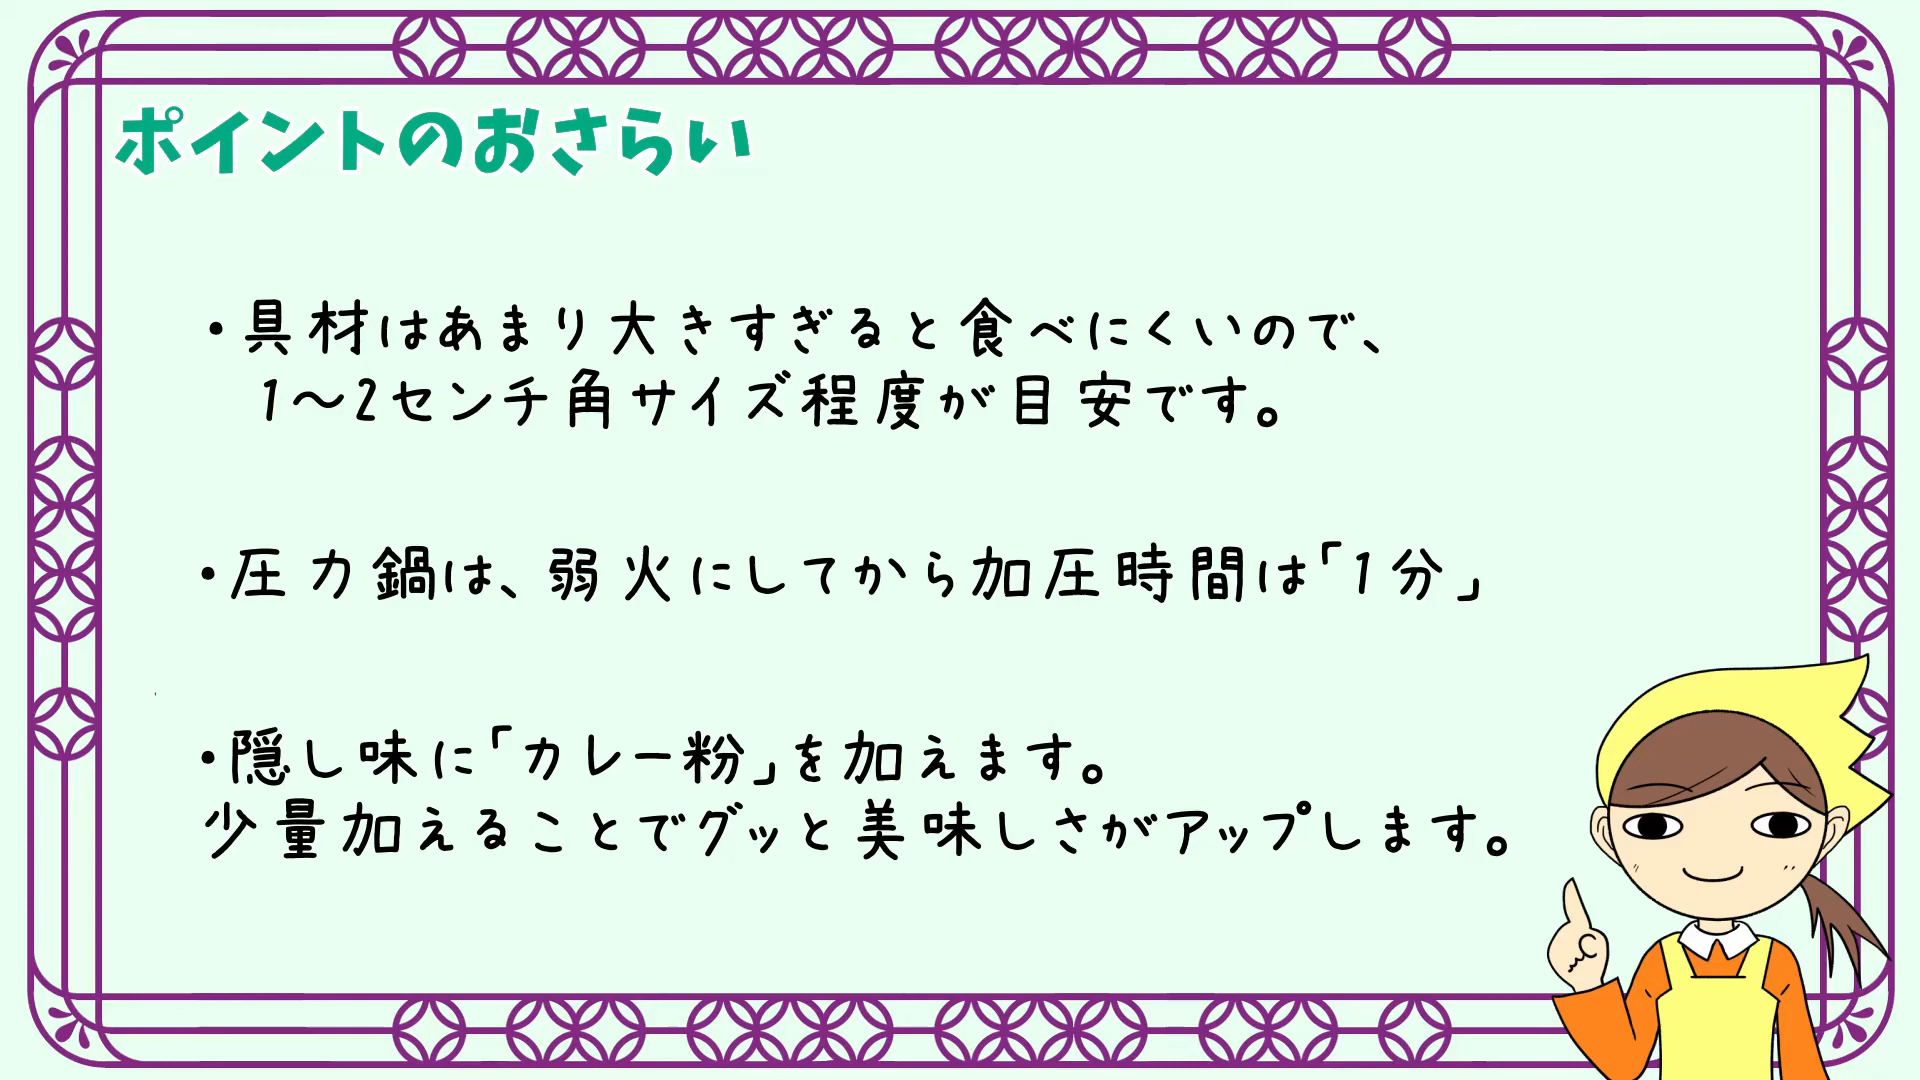 ポイントのおさらい
・具材はあまり大きすぎると食べにくいので、
1～2センチ角サイズ程度が目安です。
・圧力鍋は、弱火にしてから加圧時間は「1分」
・隠し味に「カレー粉」を加えます。
少量加えることでグッと美味しさがアップします。